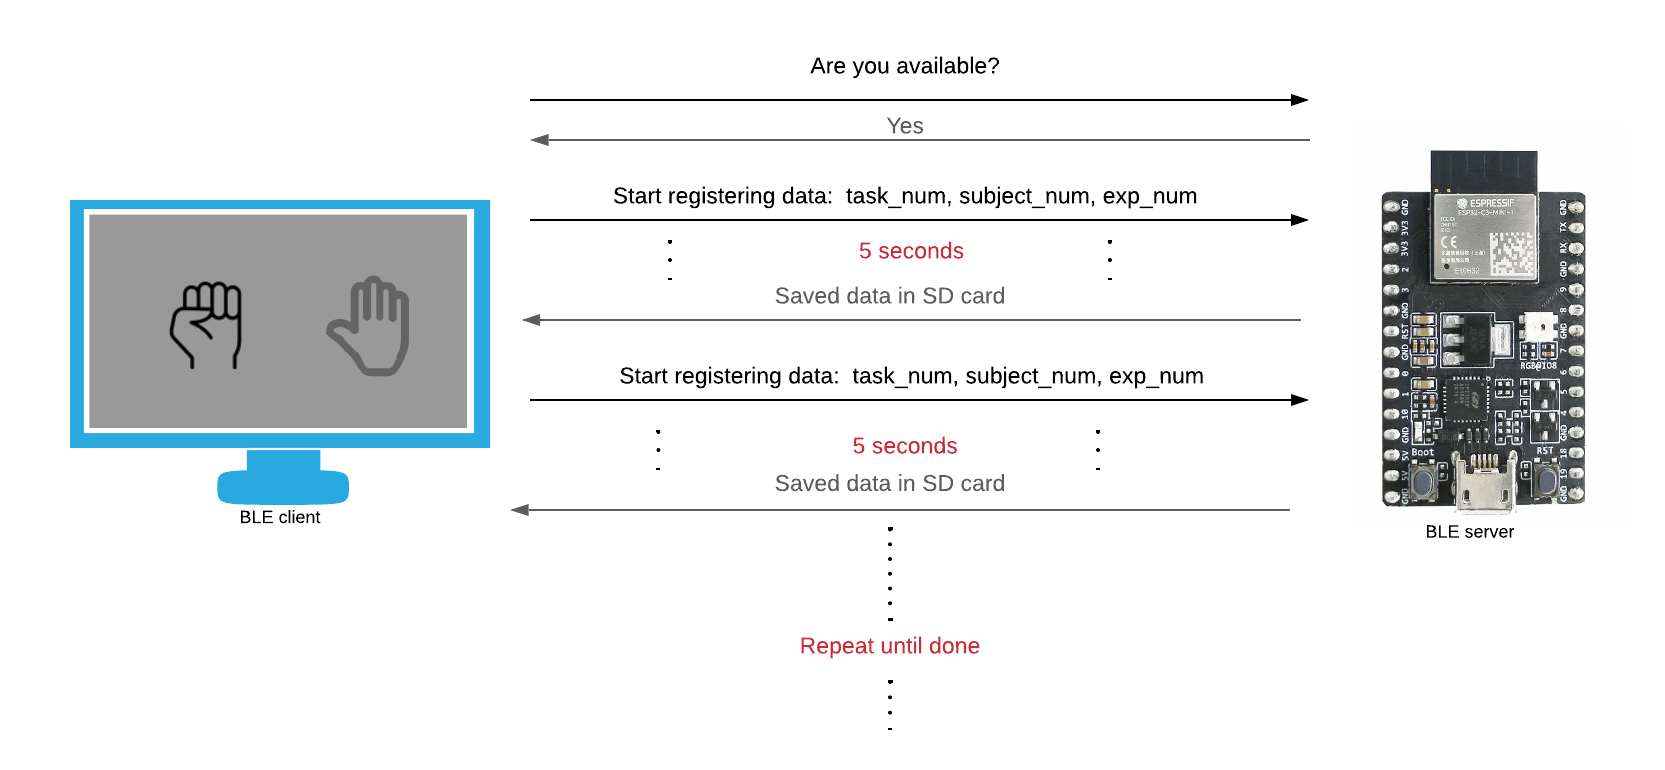 Are you available?
Yes
Start registering data: task_num, subject_num, exp_num
5 seconds
Saved data in SD card
Start registering data: task_num, subject_num, exp_num
5 seconds
Saved data in SD card
Repeat until done
BLE client
ESPRESSIF
ESP32-C3-MINI-1
CE
GND
3V3
3V3
2
3
GND
RST
GND
0
1
10
GND
5V
5V
GND
GND
TX
RX
GND
9
8
GND
7
6
5
4
GND
18
19
GND
RGB@IO8
Boot
RST
BLE server